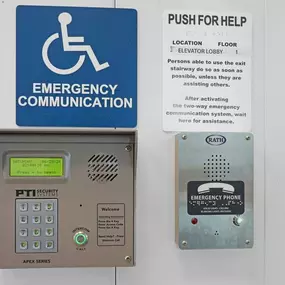 EMERGENCY
COMMUNICATION
PUSH FOR HELP
LOCATION FLOOR
ELEVATOR LOBBY 1
Persons able to use the exit
stairway do so as soon as
possible, unless they are
assisting others.
After activating
the two-way emergency
communication system, wait
here for assistance.
PTI SECURITY
SYSTEMS
Welcome
APEX SERIES
RATH
EMERGENCY PHONE